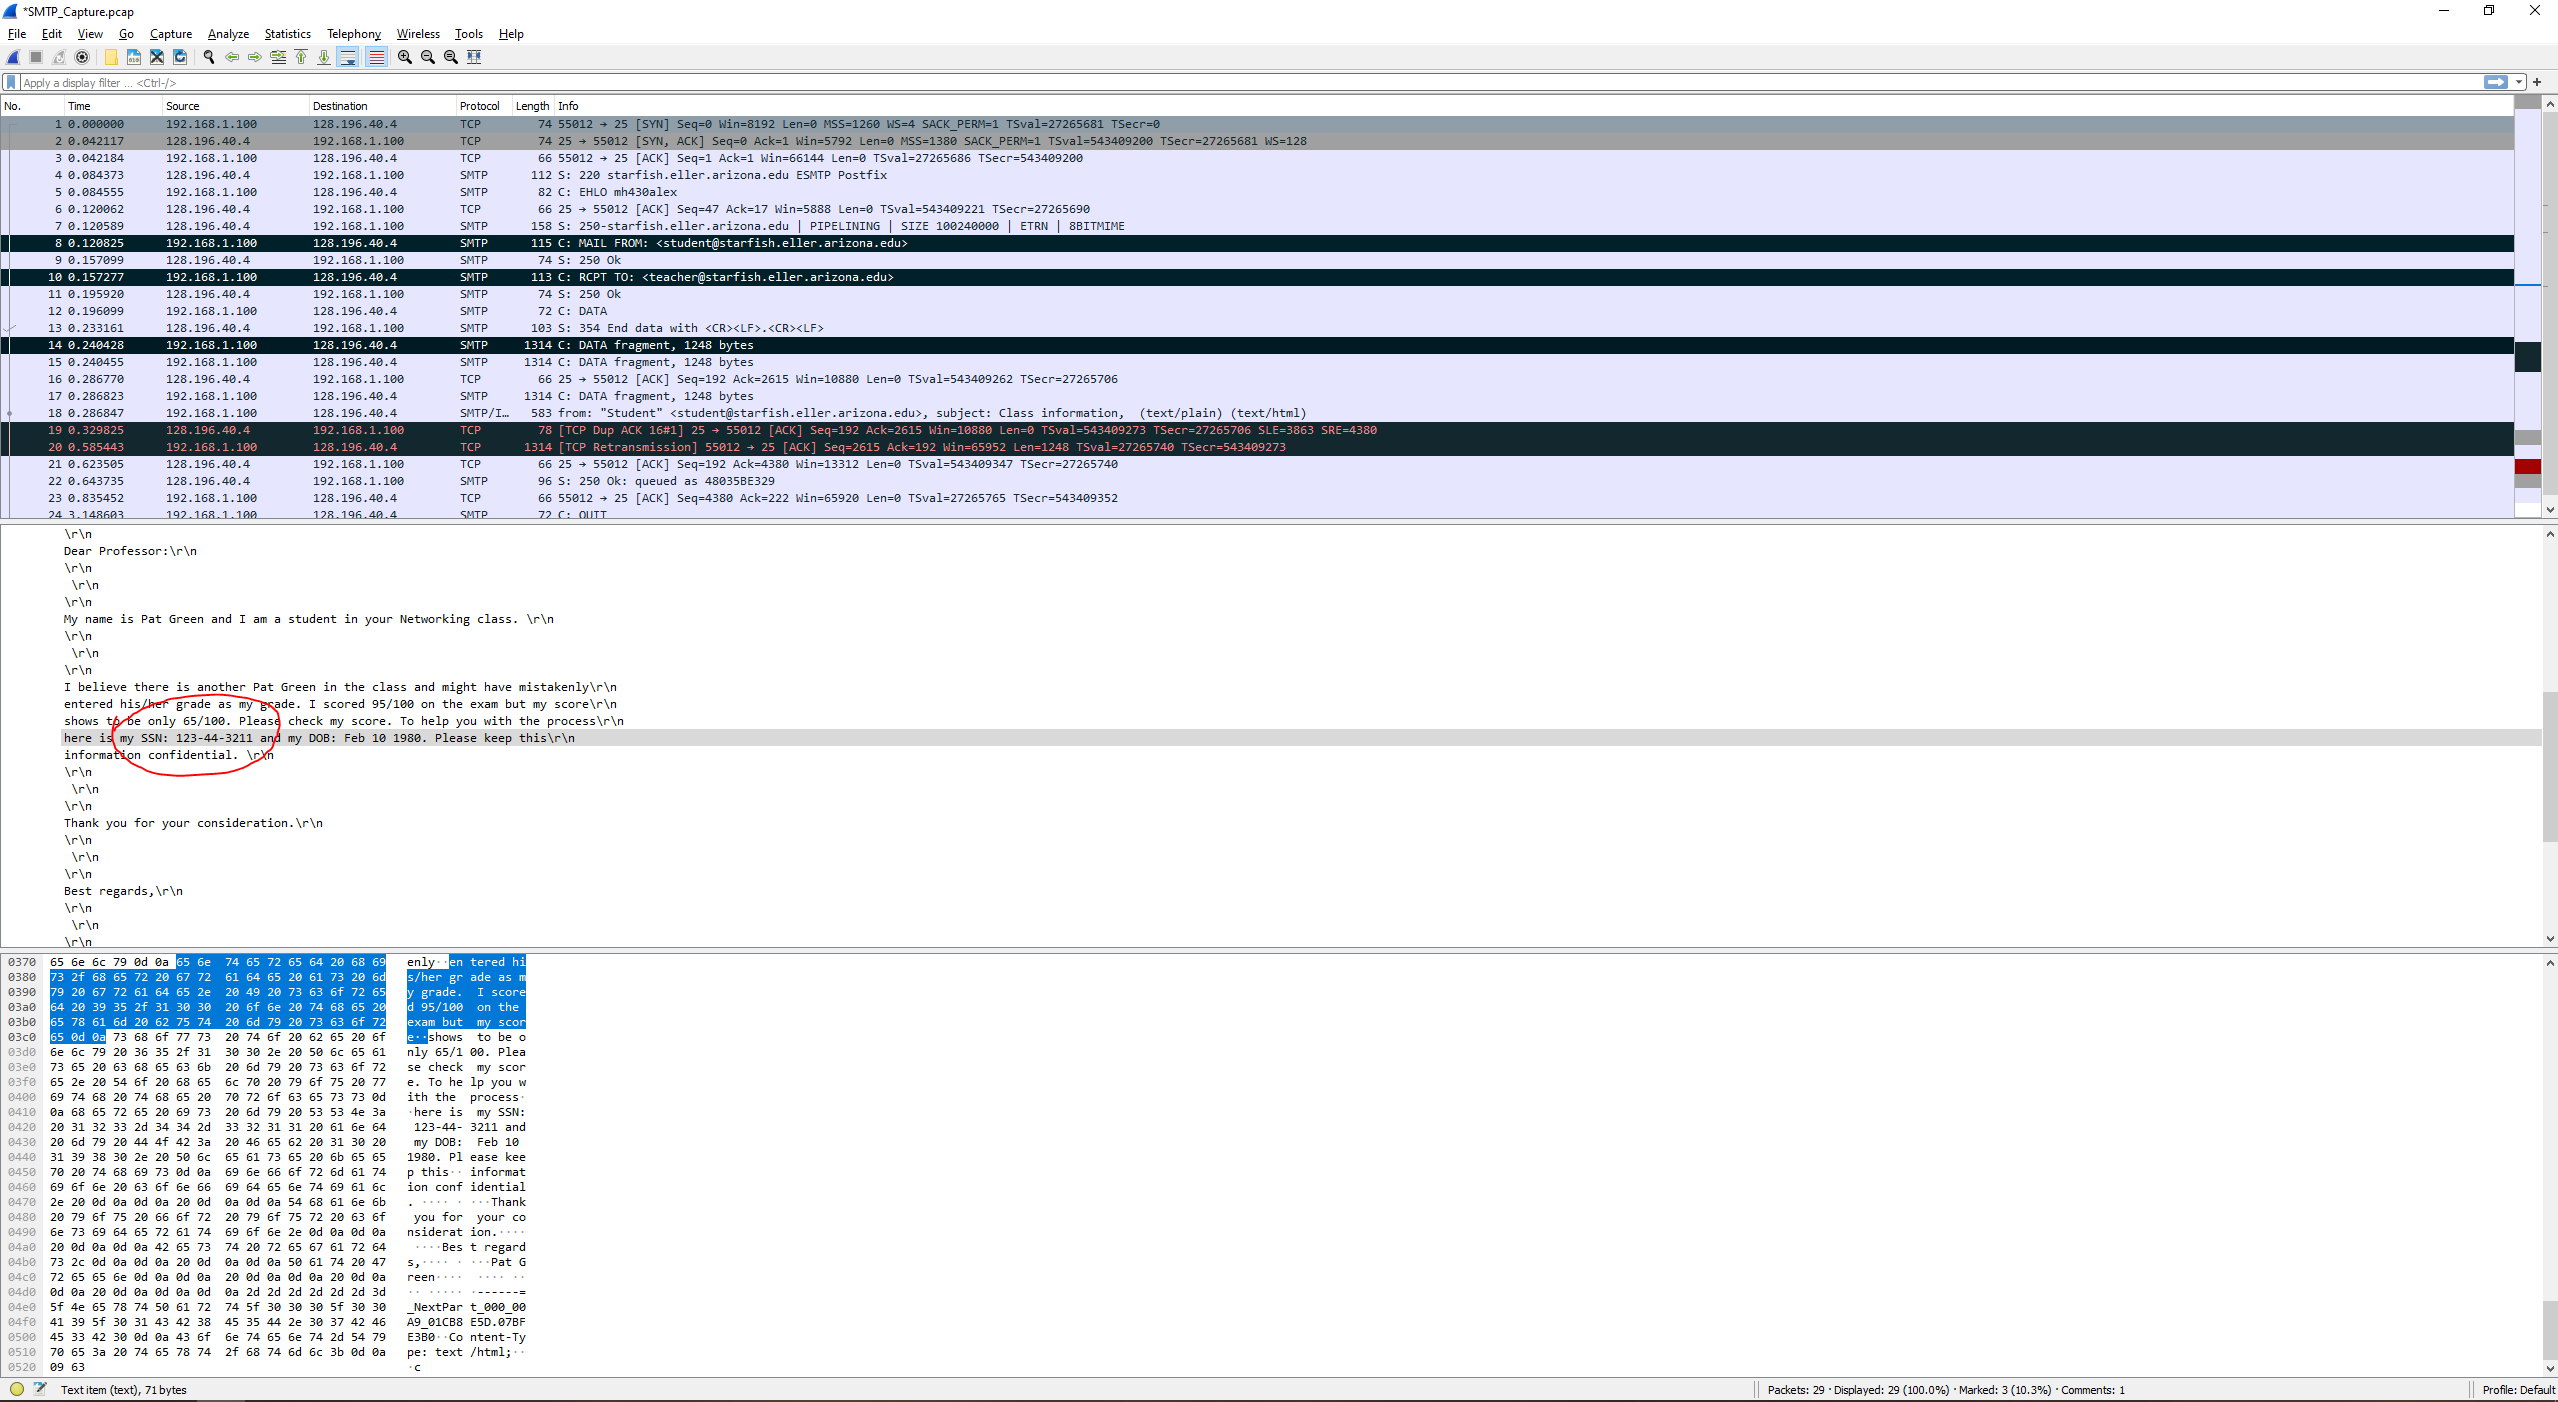 *SMTP_Capture.pcap
File Edit View Go Capture Analyze Statistics Telephony Wireless Tools Help
Apply a display filter ... <Ctrl-/>
No. Time Source Destination Protocol Length Info
1 0.000000 192.168.1.100 128.196.40.4 TCP 74 55012 → 25 [SYN] Seq=0 Win=8192 Len=0 MSS=1260 WS=4 SACK_PERM=1 TSval=27265681 TSecr=0
2 0.042117 128.196.40.4 192.168.1.100 TCP 74 25 → 55012 [SYN, ACK] Seq=0 Ack=1 Win=5792 Len=0 MSS=1380 SACK_PERM=1 TSval=543409200 TSecr=27265681 WS=128
3 0.042184 192.168.1.100 128.196.40.4 TCP 66 55012 → 25 [ACK] Seq=1 Ack=1 Win=66144 Len=0 TSval=27265686 TSecr=543409200
4 0.084373 128.196.40.4 192.168.1.100 SMTP 112 S: 220 starfish.eller.arizona.edu ESMTP Postfix
5 0.084555 192.168.1.100 128.196.40.4 SMTP 82 C: EHLO mh430alex
6 0.120062 128.196.40.4 192.168.1.100 TCP 66 25 → 55012 [ACK] Seq=47 Ack=17 Win=5888 Len=0 TSval=543409221 TSecr=27265690
7 0.120589 128.196.40.4 192.168.1.100 SMTP 158 S: 250-starfish.eller.arizona.edu | PIPELINING | SIZE 100240000 | ETRN | 8BITMIME
8 0.120825 192.168.1.100 128.196.40.4 SMTP 115 C: MAIL FROM: <student@starfish.eller.arizona.edu>
9 0.157099 128.196.40.4 192.168.1.100 SMTP 74 S: 250 Ok
10 0.157277 192.168.1.100 128.196.40.4 SMTP 113 C: RCPT TO: <teacher@starfish.eller.arizona.edu>
11 0.195920 128.196.40.4 192.168.1.100 SMTP 74 S: 250 Ok
12 0.196099 192.168.1.100 128.196.40.4 SMTP 72 C: DATA
13 0.233161 128.196.40.4 192.168.1.100 SMTP 103 S: 354 End data with <CR><LF>.<CR><LF>
14 0.240428 192.168.1.100 128.196.40.4 SMTP 1314 C: DATA fragment, 1248 bytes
15 0.240455 192.168.1.100 128.196.40.4 SMTP 1314 C: DATA fragment, 1248 bytes
16 0.286770 128.196.40.4 192.168.1.100 TCP 66 25 → 55012 [ACK] Seq=192 Ack=2615 Win=10880 Len=0 TSval=543409262 TSecr=27265706
17 0.286823 192.168.1.100 128.196.40.4 SMTP 1314 C: DATA fragment, 1248 bytes
18 0.286847 192.168.1.100 128.196.40.4 SMTP/I… 583 from: "Student" <student@starfish.eller.arizona.edu>, subject: Class information, (text/plain) (text/html)
19 0.329825 128.196.40.4 192.168.1.100 TCP 78 [TCP Dup ACK 16#1] 25 → 55012 [ACK] Seq=192 Ack=2615 Win=10880 Len=0 TSval=543409273 TSecr=27265706 SLE=3863 SRE=4380
20 0.585443 192.168.1.100 128.196.40.4 TCP 1314 [TCP Retransmission] 55012 → 25 [ACK] Seq=2615 Ack=192 Win=65952 Len=1248 TSval=27265740 TSecr=543409273
21 0.623505 128.196.40.4 192.168.1.100 TCP 66 25 → 55012 [ACK] Seq=192 Ack=4380 Win=13312 Len=0 TSval=543409347 TSecr=27265740
22 0.643735 128.196.40.4 192.168.1.100 SMTP 96 S: 250 Ok: queued as 48035BE329
23 0.835452 192.168.1.100 128.196.40.4 TCP 66 55012 → 25 [ACK] Seq=4380 Ack=222 Win=65920 Len=0 TSval=27265765 TSecr=543409352
24 3.148603 192.168.1.100 128.196.40.4 SMTP 72 C: QUIT
\r\n
Dear Professor:\r\n
\r\n
\r\n
\r\n
My name is Pat Green and I am a student in your Networking class. \r\n
\r\n
\r\n
\r\n
I believe there is another Pat Green in the class and might have mistakenly\r\n
entered his/her grade as my grade. I scored 95/100 on the exam but my score\r\n
shows to be only 65/100. Please check my score. To help you with the process\r\n
here is my SSN: 123-44-3211 and my DOB: Feb 10 1980. Please keep this\r\n
information confidential. \r\n
\r\n
\r\n
\r\n
Thank you for your consideration.\r\n
\r\n
\r\n
\r\n
Best regards,\r\n
\r\n
\r\n
\r\n
0370 65 6e 6c 79 0d 0a 65 6e 74 65 72 65 64 20 68 69 enly··en tered hi
0380 73 2f 68 65 72 20 67 72 61 64 65 20 61 73 20 6d s/her gr ade as m
0390 79 20 67 72 61 64 65 2e 20 49 20 73 63 6f 72 65 y grade. I score
03a0 64 20 39 35 2f 31 30 30 20 6f 6e 20 74 68 65 20 d 95/100 on the
03b0 65 78 61 6d 20 62 75 74 20 6d 79 20 73 63 6f 72 exam but my scor
03c0 65 0d 0a 73 68 6f 77 73 20 74 6f 20 62 65 20 6f e··shows to be o
03d0 6e 6c 79 20 36 35 2f 31 30 30 2e 20 50 6c 65 61 nly 65/1 00. Plea
03e0 73 65 20 63 68 65 63 6b 20 6d 79 20 73 63 6f 72 se check my scor
03f0 65 2e 20 54 6f 20 68 65 6c 70 20 79 6f 75 20 77 e. To he lp you w
0400 69 74 68 20 74 68 65 20 70 72 6f 63 65 73 73 0d ith the process·
0410 0a 68 65 72 65 20 69 73 20 6d 79 20 53 53 4e 3a ·here is my SSN:
0420 20 31 32 33 2d 34 34 2d 33 32 31 31 20 61 6e 64 123-44- 3211 and
0430 20 6d 79 20 44 4f 42 3a 20 46 65 62 20 31 30 20 my DOB: Feb 10
0440 31 39 38 30 2e 20 50 6c 65 61 73 65 20 6b 65 65 1980. Pl ease kee
0450 70 20 74 68 69 73 0d 0a 69 6e 66 6f 72 6d 61 74 p this·· informat
0460 69 6f 6e 20 63 6f 6e 66 69 64 65 6e 74 69 61 6c ion conf idential
0470 2e 20 0d 0a 0d 0a 20 0d 0a 0d 0a 54 68 61 6e 6b . ···· · ···Thank
0480 20 79 6f 75 20 66 6f 72 20 79 6f 75 72 20 63 6f you for your co
0490 6e 73 69 64 65 72 61 74 69 6f 6e 2e 0d 0a 0d 0a nsiderat ion.····
04a0 20 0d 0a 0d 0a 42 65 73 74 20 72 65 67 61 72 64 ····Bes t regard
04b0 73 2c 0d 0a 0d 0a 20 0d 0a 0d 0a 50 61 74 20 47 s,···· · ···Pat G
04c0 72 65 65 6e 0d 0a 0d 0a 20 0d 0a 0d 0a 20 0d 0a reen···· ···· ··
04d0 0d 0a 20 0d 0a 0d 0a 0d 0a 2d 2d 2d 2d 2d 2d 3d ·· ····· ·------=
04e0 5f 4e 65 78 74 50 61 72 74 5f 30 30 30 5f 30 30 _NextPar t_000_00
04f0 41 39 5f 30 31 43 42 38 45 35 44 2e 30 37 42 46 A9_01CB8 E5D.07BF
0500 45 33 42 30 0d 0a 43 6f 6e 74 65 6e 74 2d 54 79 E3B0··Co ntent-Ty
0510 70 65 3a 20 74 65 78 74 2f 68 74 6d 6c 3b 0d 0a pe: text /html;··
0520 09 63 ·c
Text item (text), 71 bytes Packets: 29 · Displayed: 29 (100.0%) · Marked: 3 (10.3%) · Comments: 1 Profile: Default